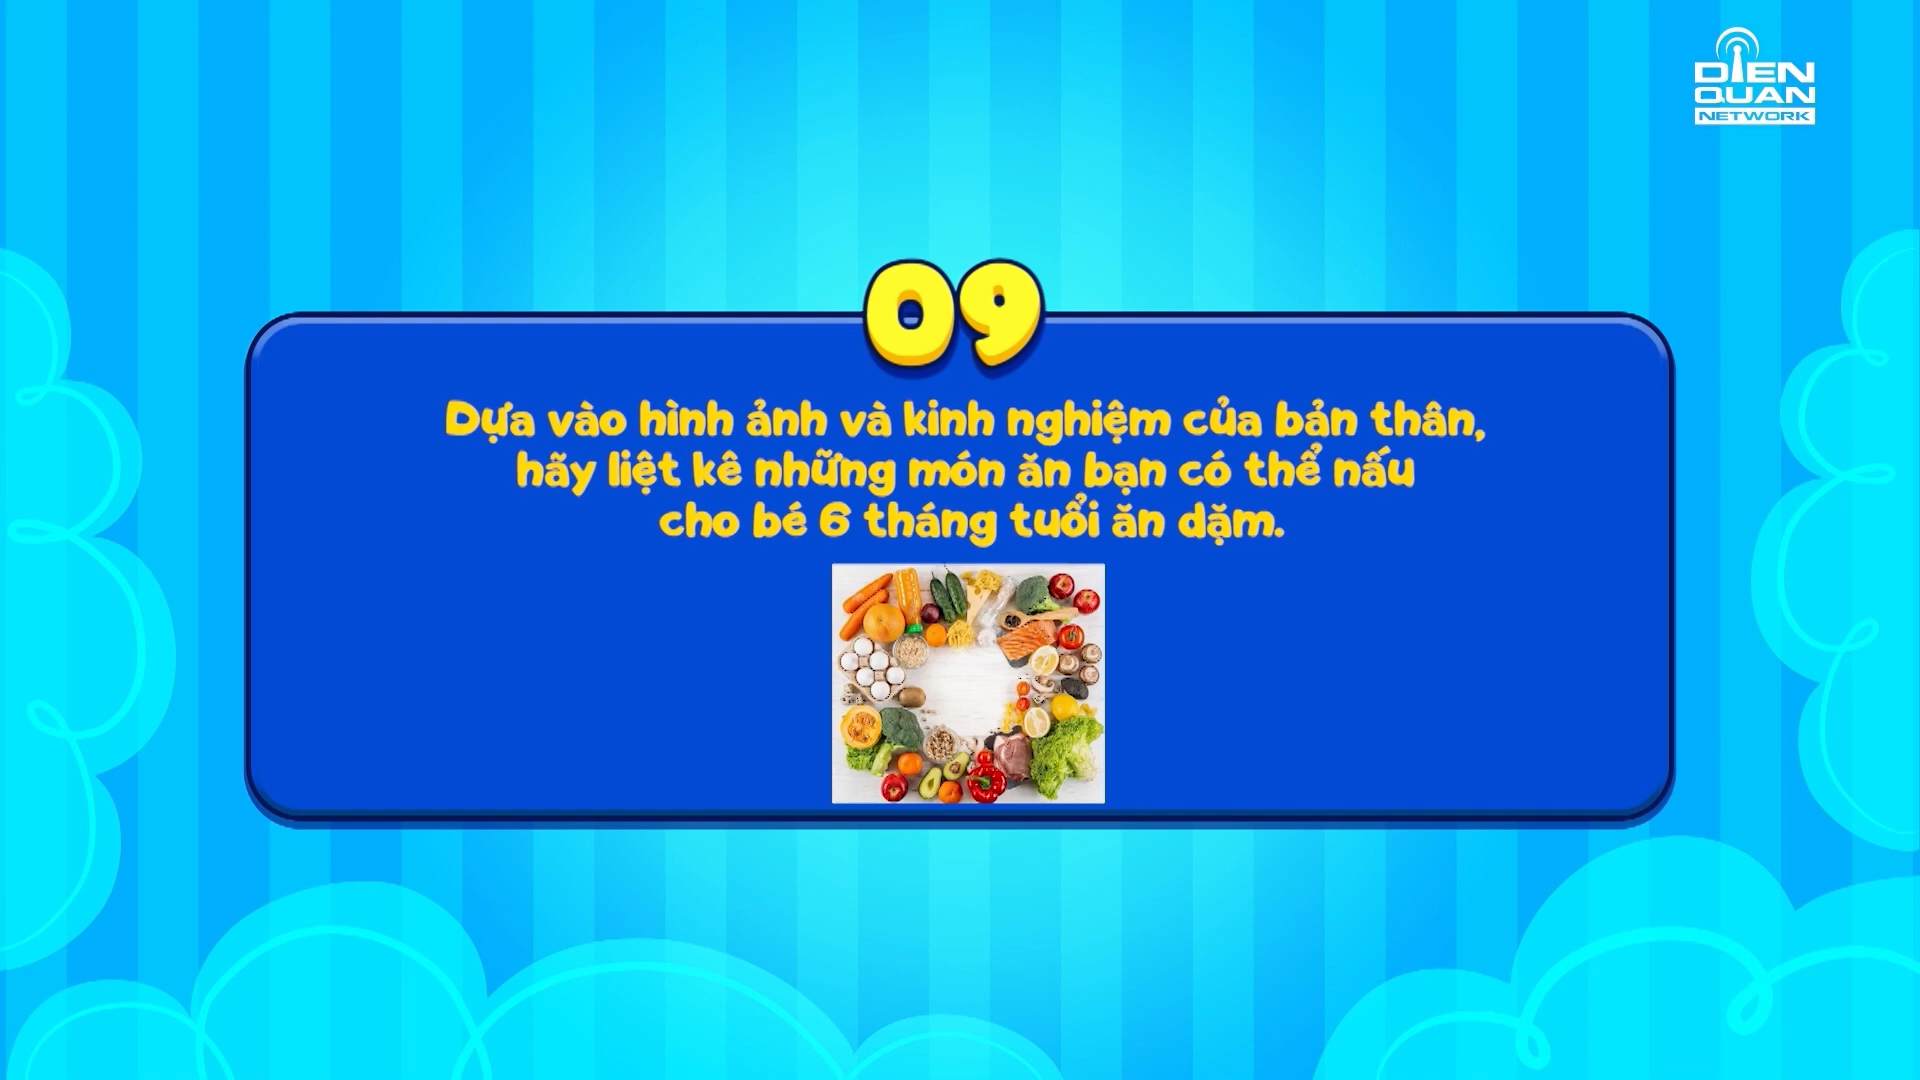 DIEN
QUAN
NETWORK
09
Dựa vào hình ảnh và kinh nghiệm của bản thân,
hãy liệt kê những món ăn bạn có thể nấu
cho bé 6 tháng tuổi ăn dặm.